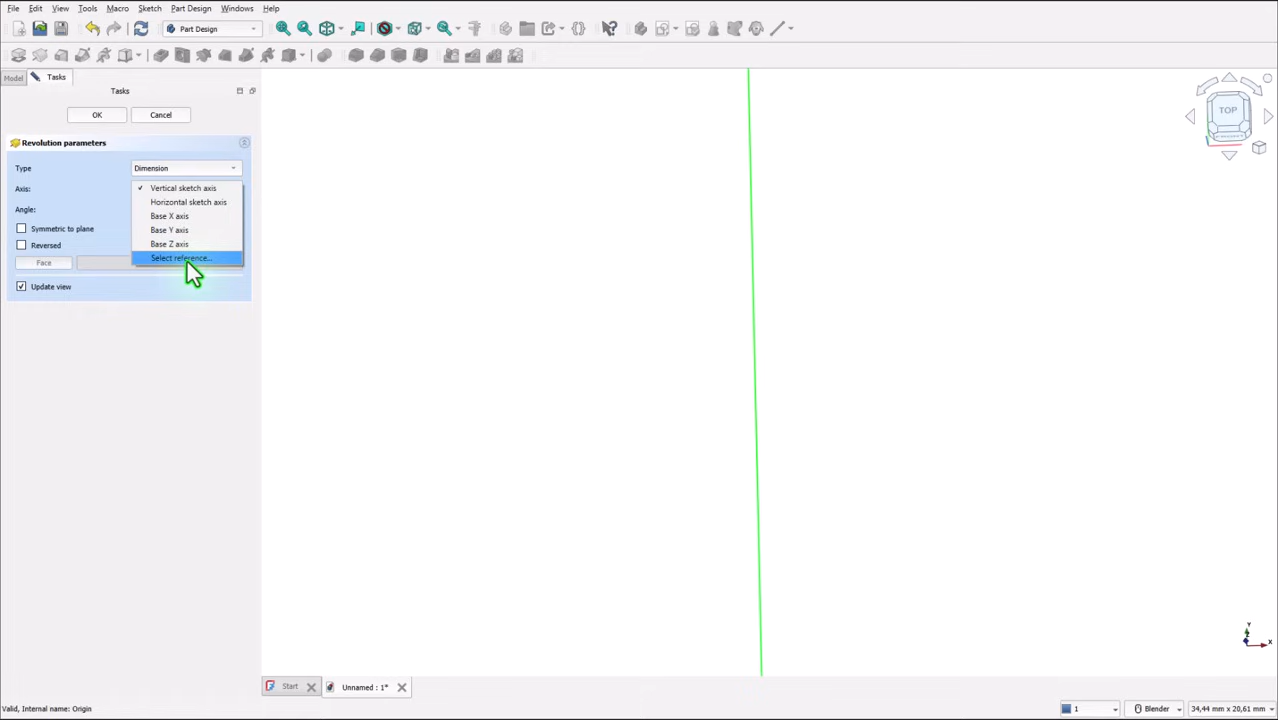 File Edit View Tools Macro Sketch Part Design Windows Help
Part Design
Model Tasks
Tasks
OK Cancel
Revolution parameters
Type Dimension
Axis: Vertical sketch axis
Horizontal sketch axis
Angle: Base X axis
Symmetric to plane Base Y axis
Reversed Base Z axis
Face Select reference...
Update view
TOP
Y
Z
X
Start Unnamed : 1*
Valid, Internal name: Origin 1 Blender 34,44 mm x 20,61 mm